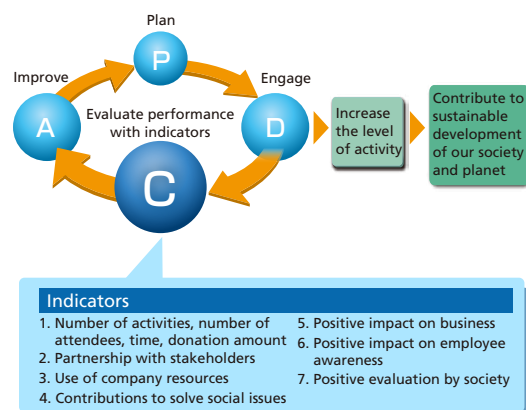 Plan
P
Improve
Engage
A
Evaluate performance
with indicators
D
C
Increase
the level
of activity
Contribute to
sustainable
development
of our society
and planet
Indicators
1. Number of activities, number of
attendees, time, donation amount
2. Partnership with stakeholders
3. Use of company resources
4. Contributions to solve social issues
5. Positive impact on business
6. Positive impact on employee
awareness
7. Positive evaluation by society